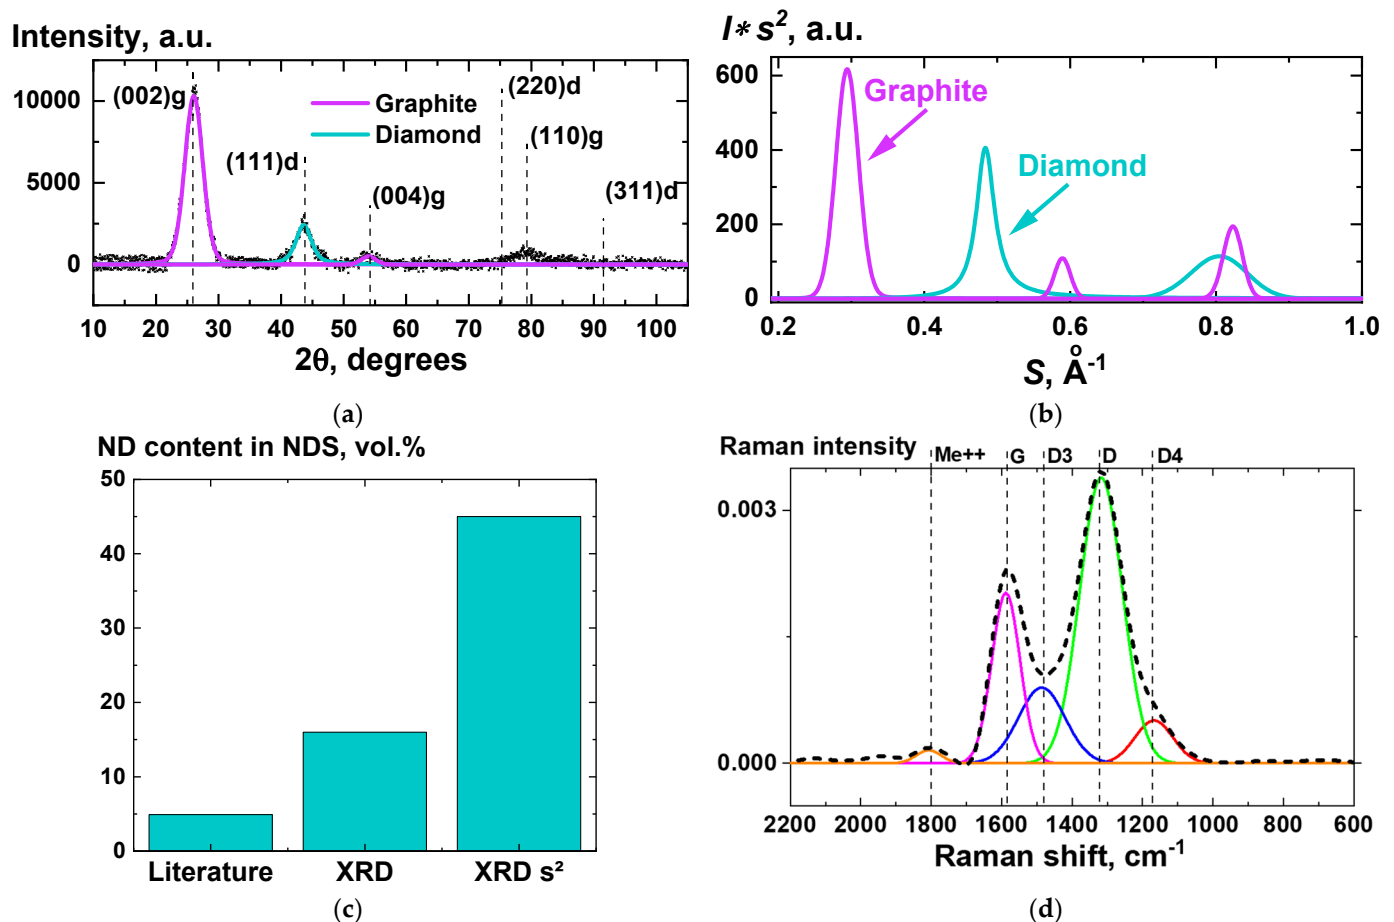 Intensity, a.u.
10000
5000
0
(002)g
(111)d
(004)g
(220)d
(110)g
(311)d
Graphite
Diamond
10 20 30 40 50 60 70 80 90 100
2θ, degrees
(a)
I* s², a.u.
600
400
200
0
Graphite
Diamond
0.2 0.4 0.6 0.8 1.0
S, Å⁻¹
(b)
ND content in NDS, vol.%
50
40
30
20
10
0
Literature XRD XRD s²
(c)
Raman intensity
Me++ G D3 D D4
0.003
0.000
2200 2000 1800 1600 1400 1200 1000 800 600
Raman shift, cm⁻¹
(d)